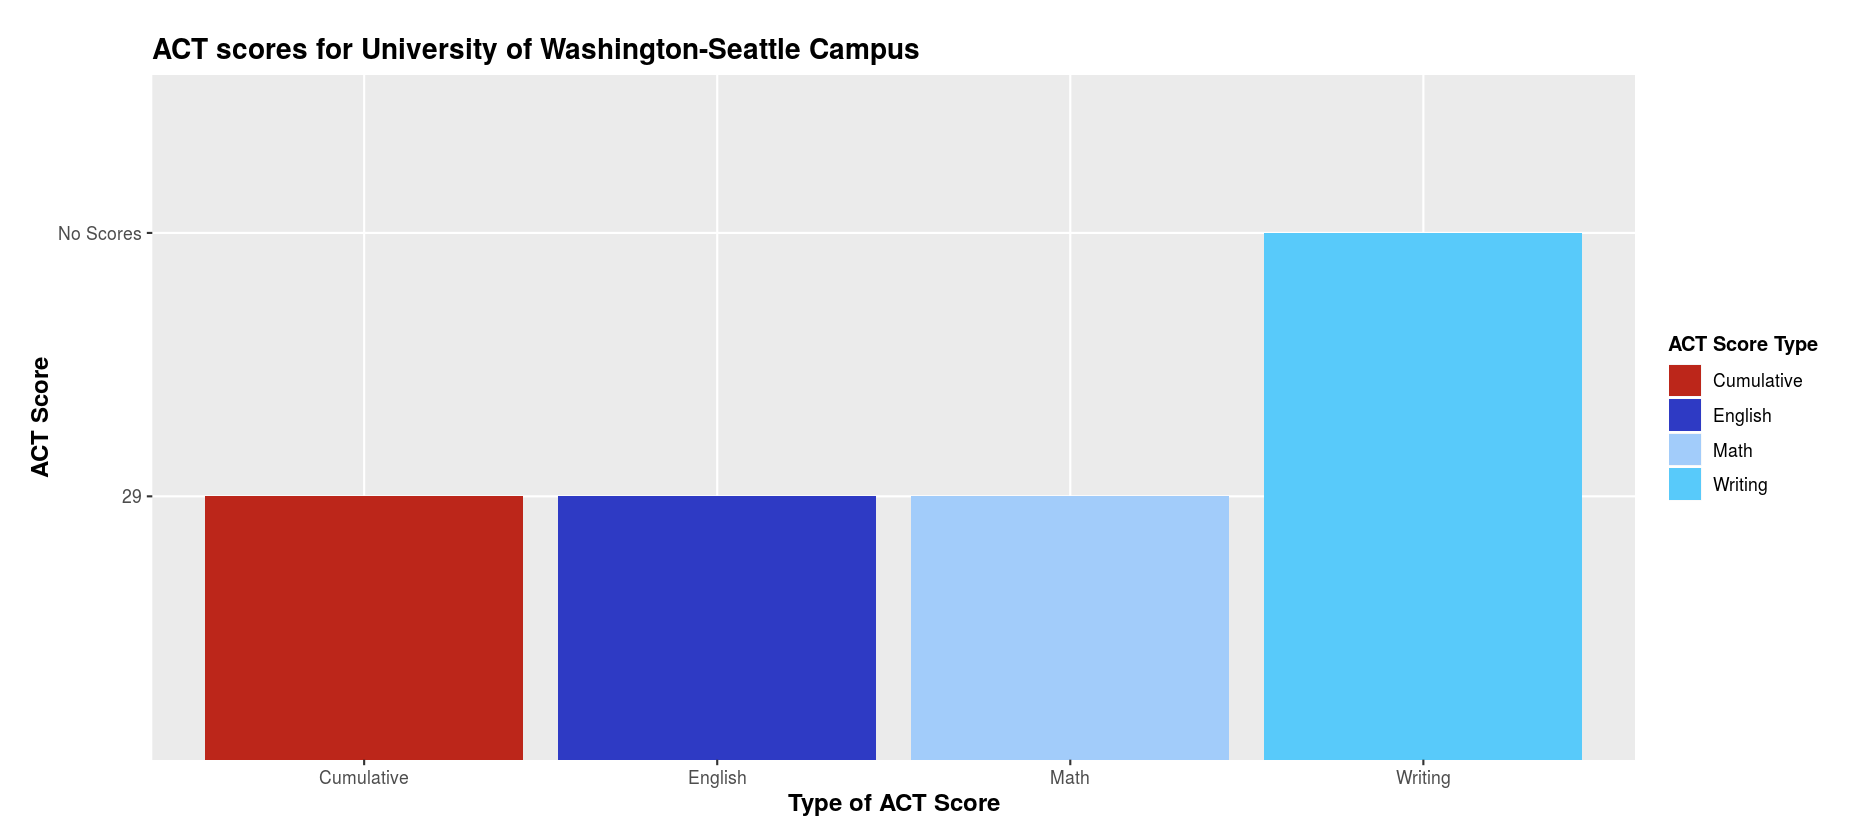 ACT scores for University of Washington-Seattle Campus
ACT Score
No Scores
29
Cumulative
English
Math
Writing
Type of ACT Score
ACT Score Type
Cumulative
English
Math
Writing